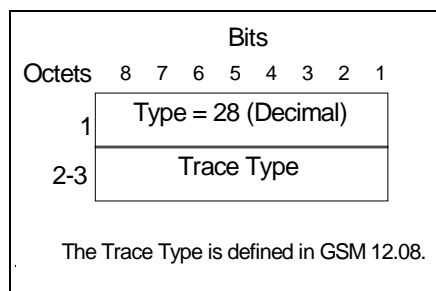 Bits
Octets 8 7 6 5 4 3 2 1
1 Type = 28 (Decimal)
2-3 Trace Type
The Trace Type is defined in GSM 12.08.
.